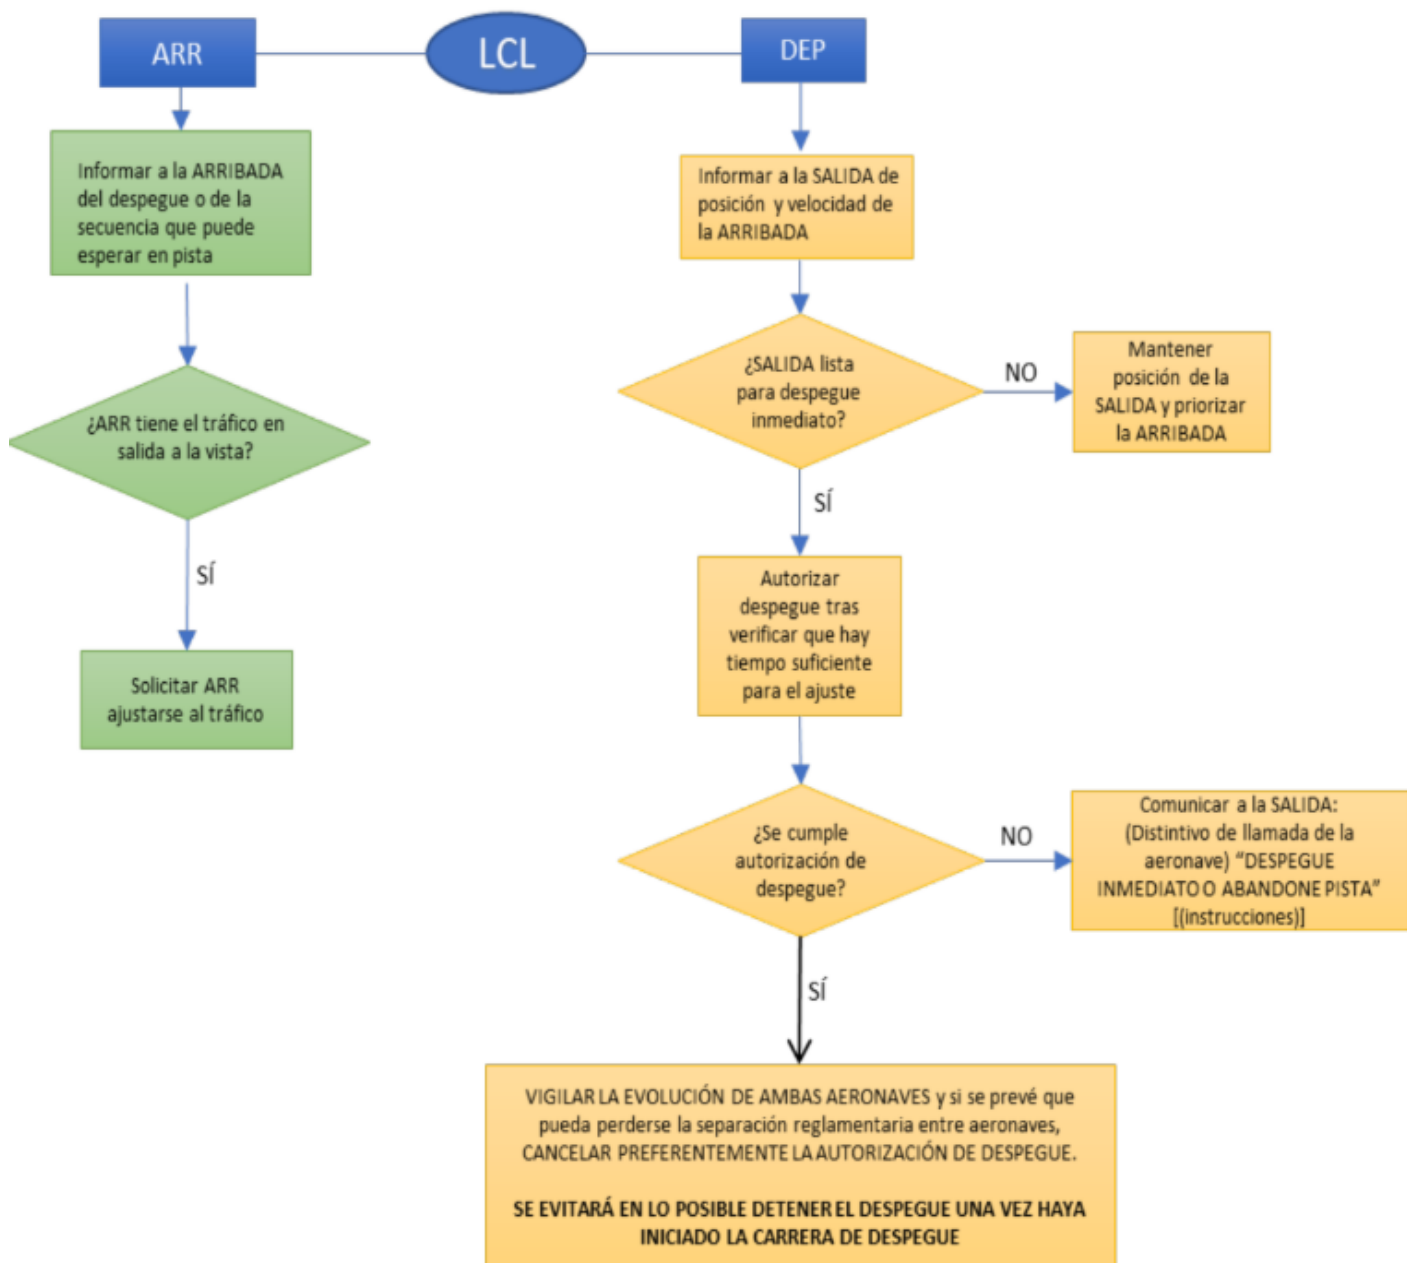 ARR
LCL
DEP
Informar a la ARRIBADA
del despegue o de la
secuencia que puede
esperar en pista
¿ARR tiene el tráfico en
salida a la vista?
SÍ
Solicitar ARR
ajustarse al tráfico
Informar a la SALIDA de
posición y velocidad de
la ARRIBADA
¿SALIDA lista
para despegue
inmediato?
NO
Mantener
posición de la
SALIDA y priorizar
la ARRIBADA
SÍ
Autorizar
despegue tras
verificar que hay
tiempo suficiente
para el ajuste
¿Se cumple
autorización de
despegue?
NO
Comunicar a la SALIDA:
(Distintivo de llamada de la
aeronave) “DESPEGUE
INMEDIATO O ABANDONE PISTA”
[(instrucciones)]
SÍ
VIGILAR LA EVOLUCIÓN DE AMBAS AERONAVES y si se prevé que
pueda perderse la separación reglamentaria entre aeronaves,
CANCELAR PREFERENTEMENTE LA AUTORIZACIÓN DE DESPEGUE.
SE EVITARÁ EN LO POSIBLE DETENER EL DESPEGUE UNA VEZ HAYA
INICIADO LA CARRERA DE DESPEGUE